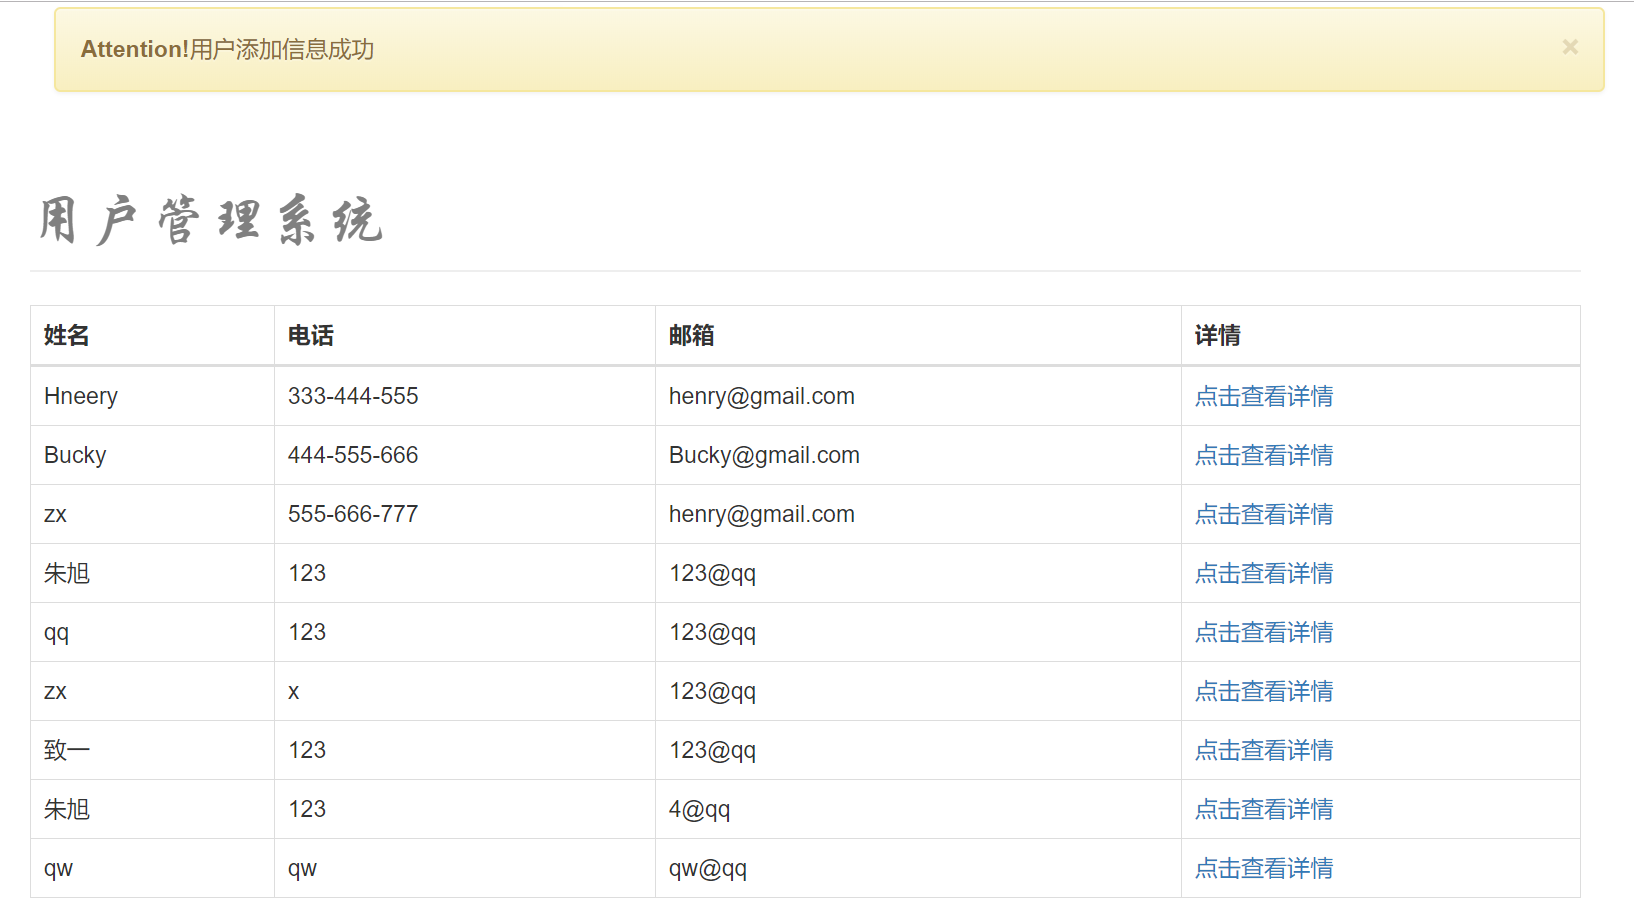 Attention!用户添加信息成功 ×
用户管理系统
姓名 电话 邮箱 详情
Hneery 333-444-555 henry@gmail.com 点击查看详情
Bucky 444-555-666 Bucky@gmail.com 点击查看详情
zx 555-666-777 henry@gmail.com 点击查看详情
朱旭 123 123@qq 点击查看详情
qq 123 123@qq 点击查看详情
zx x 123@qq 点击查看详情
致一 123 123@qq 点击查看详情
朱旭 123 4@qq 点击查看详情
qw qw qw@qq 点击查看详情